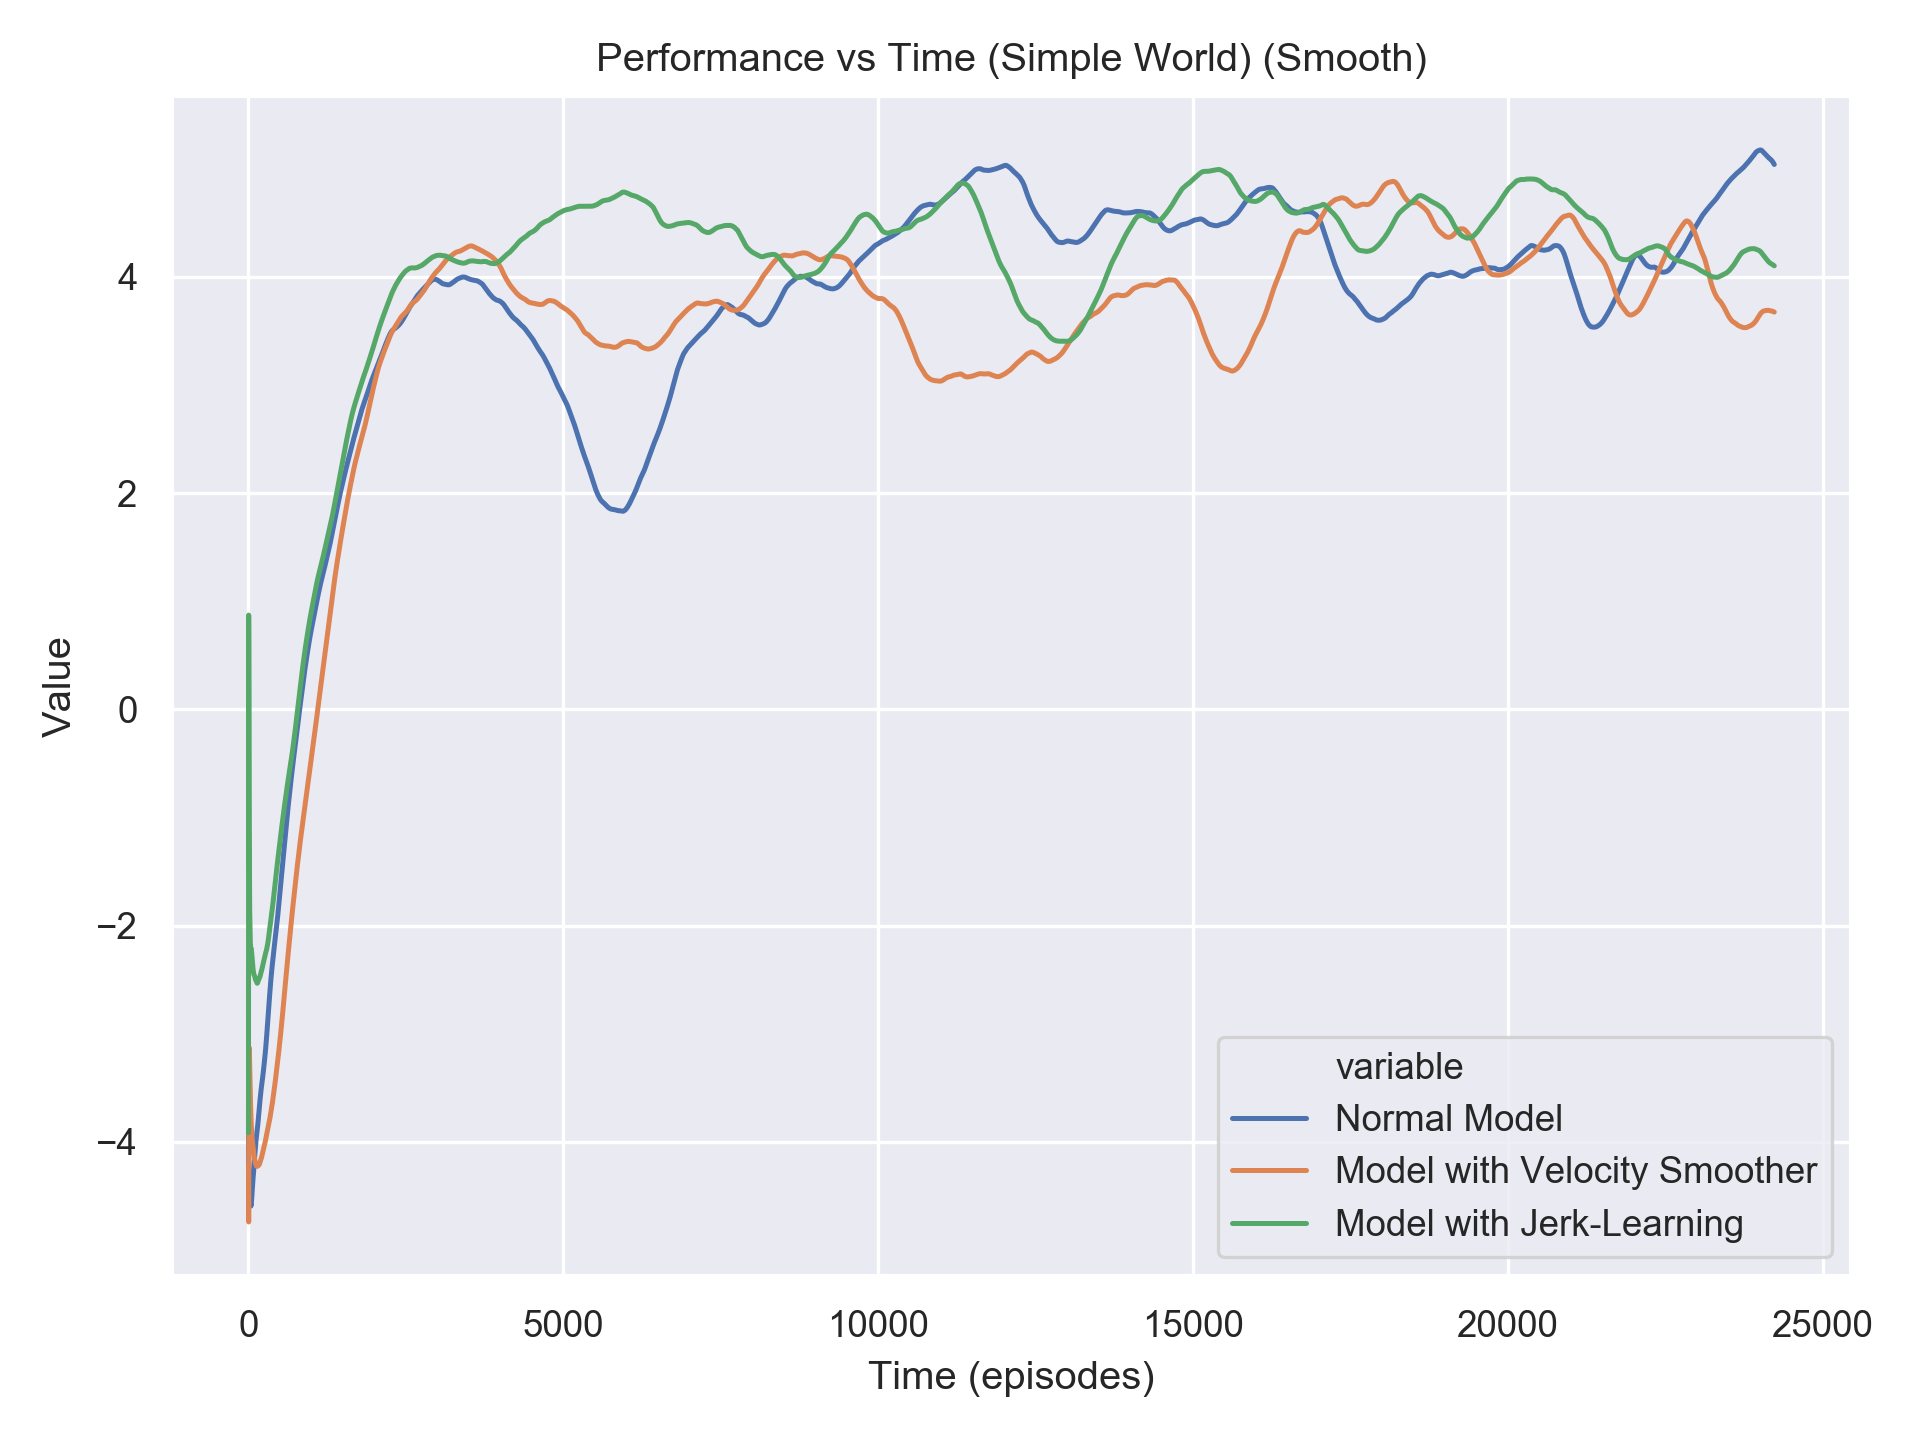 Performance vs Time (Simple World) (Smooth)
Value
4
2
0
−2
−4
variable
Normal Model
Model with Velocity Smoother
Model with Jerk-Learning
0 5000 10000 15000 20000 25000
Time (episodes)